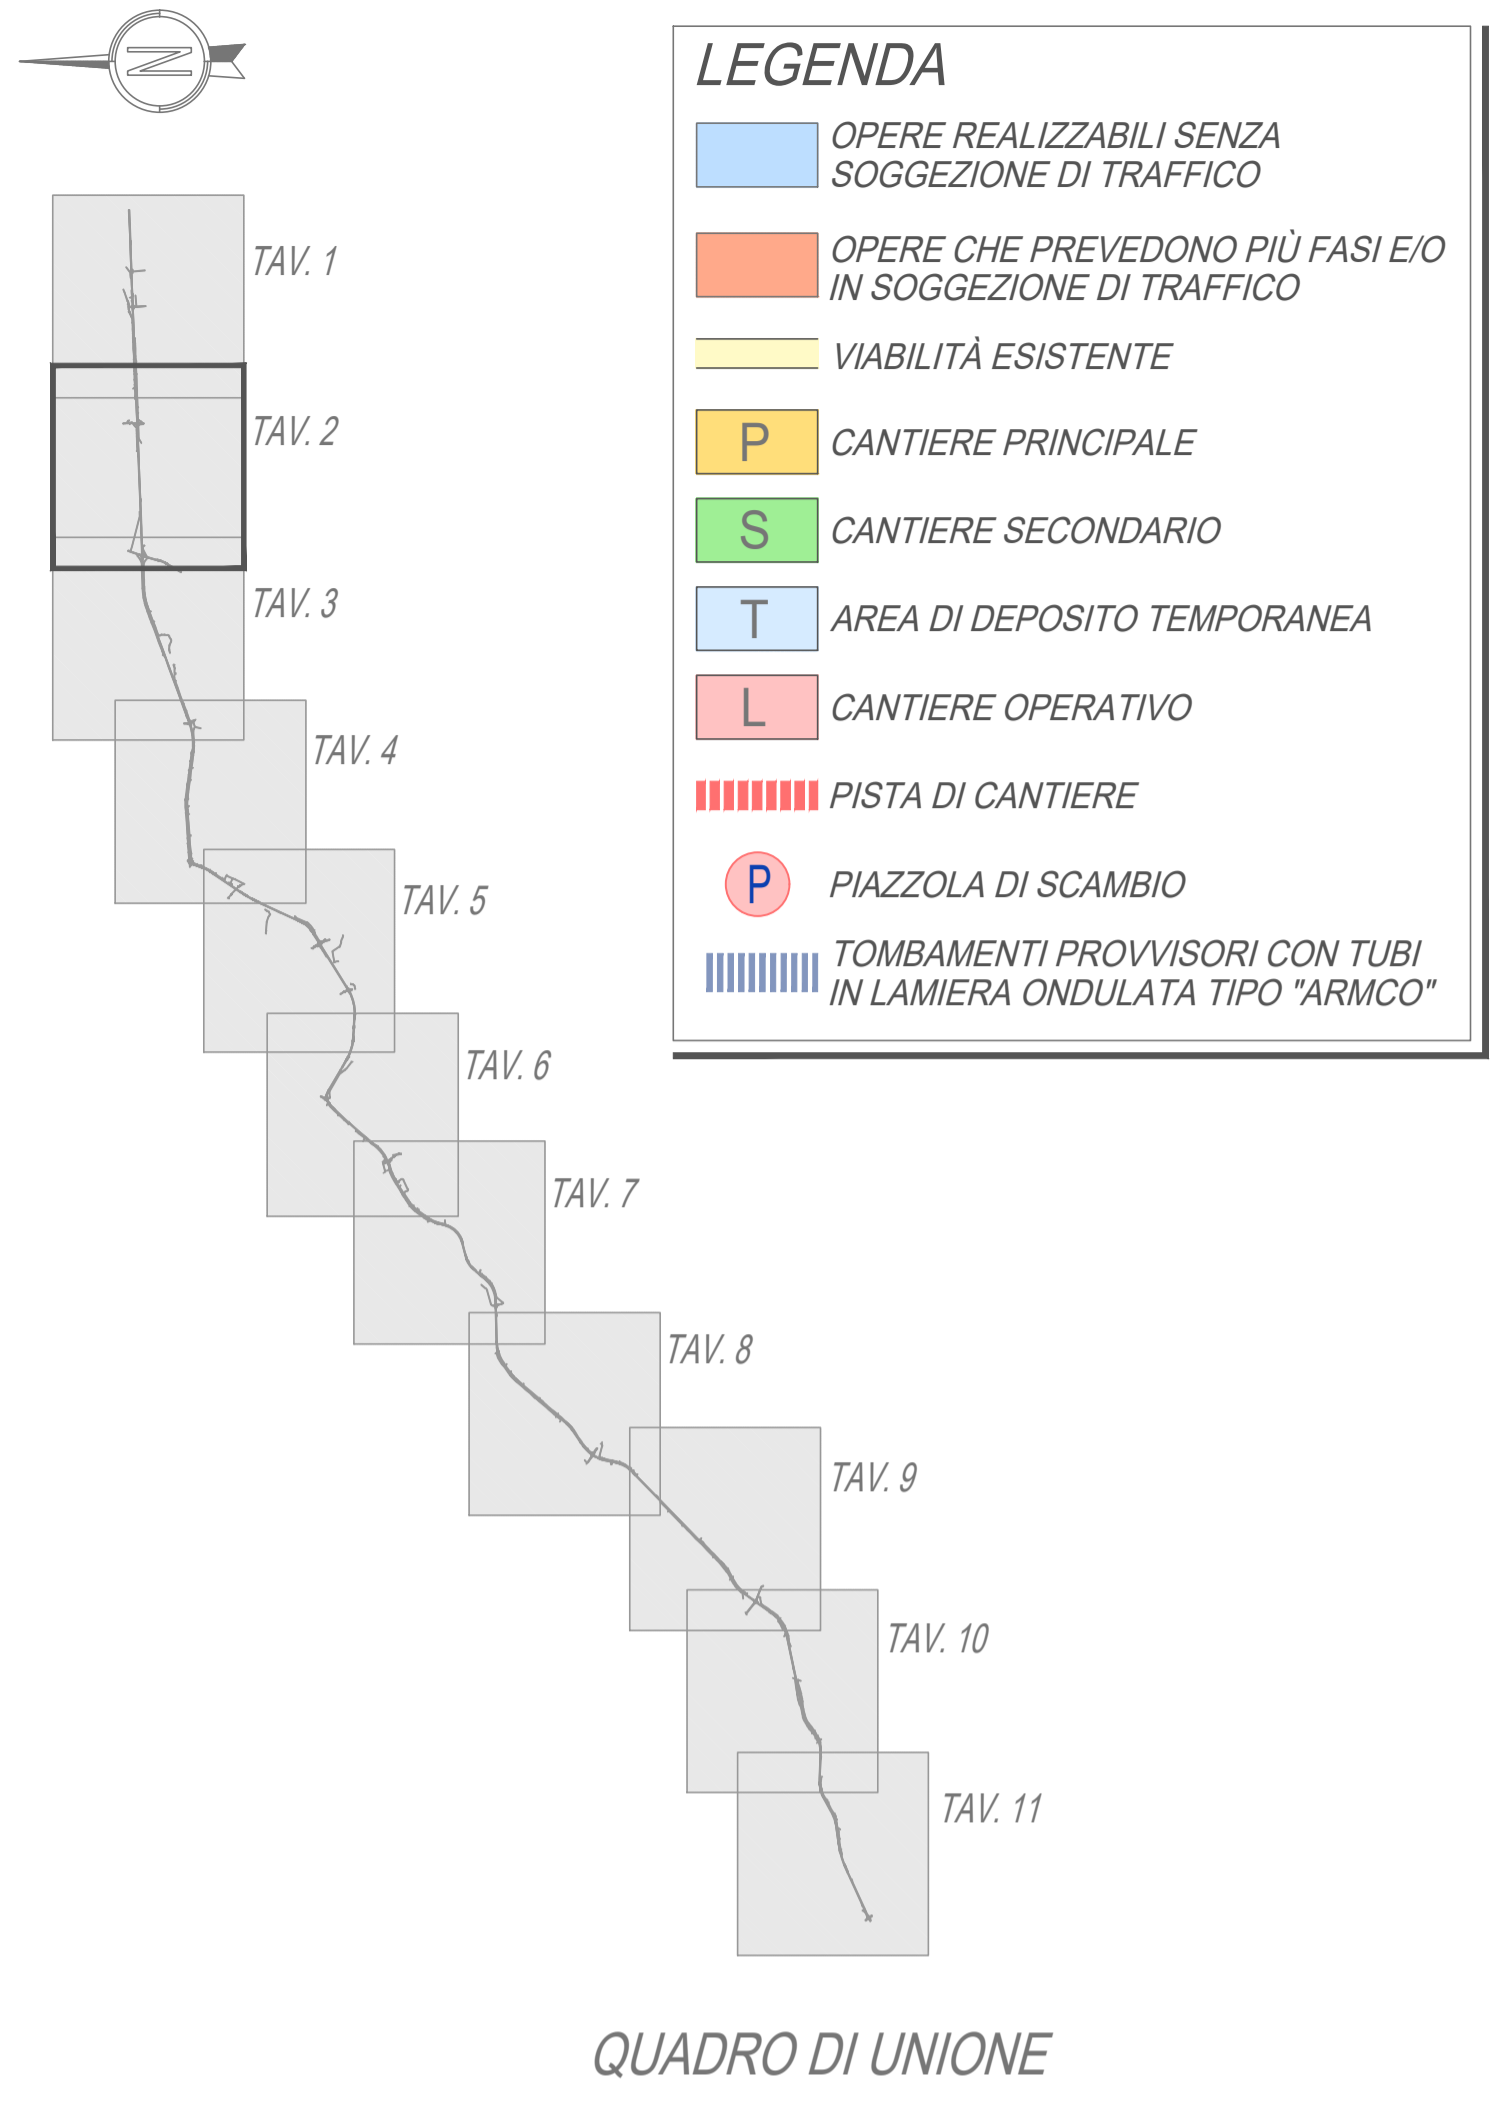 N
LEGENDA
OPERE REALIZZABILI SENZA
SOGGEZIONE DI TRAFFICO
OPERE CHE PREVEDONO PIÙ FASI E/O
IN SOGGEZIONE DI TRAFFICO
VIABILITÀ ESISTENTE
P CANTIERE PRINCIPALE
S CANTIERE SECONDARIO
T AREA DI DEPOSITO TEMPORANEA
L CANTIERE OPERATIVO
PISTA DI CANTIERE
P PIAZZOLA DI SCAMBIO
TOMBAMENTI PROVVISORI CON TUBI
IN LAMIERA ONDULATA TIPO "ARMCO"
TAV. 1
TAV. 2
TAV. 3
TAV. 4
TAV. 5
TAV. 6
TAV. 7
TAV. 8
TAV. 9
TAV. 10
TAV. 11
QUADRO DI UNIONE